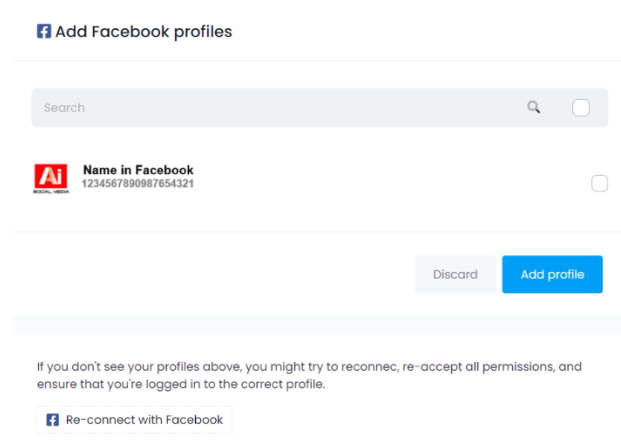 Add Facebook profiles
Search
Ai
SOCIAL MEDIA
Name in Facebook
1234567890987654321
Discard
Add profile
If you don't see your profiles above, you might try to reconnec, re-accept all permissions, and
ensure that you're logged in to the correct profile.
Re-connect with Facebook